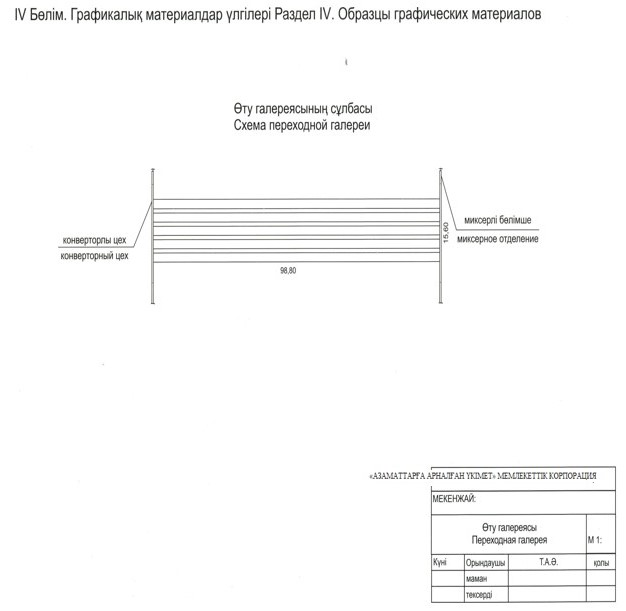 IV Бөлім. Графикалық материалдар үлгілері Раздел IV. Образцы графических материалов
Өту галереясының сұлбасы
Схема переходной галереи
конверторлы цех
конверторный цех
миксерлі бөлімше
миксерное отделение
15,60
98,80
«АЗАМАТТАРҒА АРНАЛҒАН ҮКІМЕТ» МЕМЛЕКЕТТІК КОРПОРАЦИЯ
МЕКЕНЖАЙ:
Өту галереясы
Переходная галерея
М 1:
Күні Орындаушы Т.А.Ә. қолы
маман
тексерді